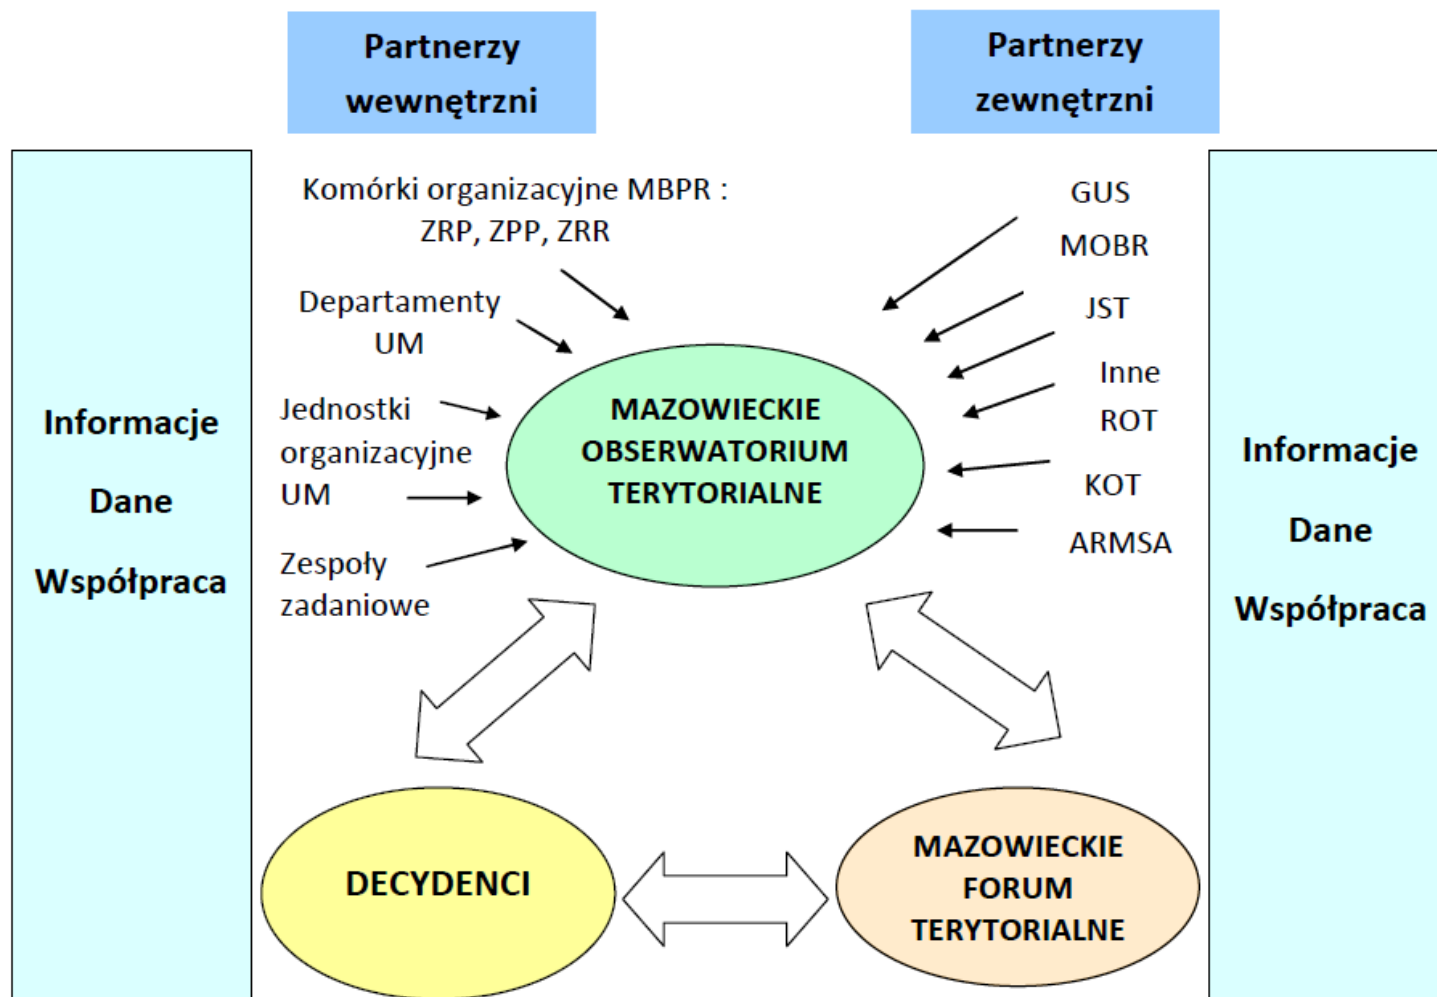 Partnerzy
wewnętrzni
Partnerzy
zewnętrzni
Informacje
Dane
Współpraca
Komórki organizacyjne MBPR :
ZRP, ZPP, ZRR
Departamenty
UM
Jednostki
organizacyjne
UM
Zespoły
zadaniowe
MAZOWIECKIE
OBSERWATORIUM
TERYTORIALNE
GUS
MOBR
JST
Inne
ROT
KOT
ARMSA
Informacje
Dane
Współpraca
DECYDENCI
MAZOWIECKIE
FORUM
TERYTORIALNE